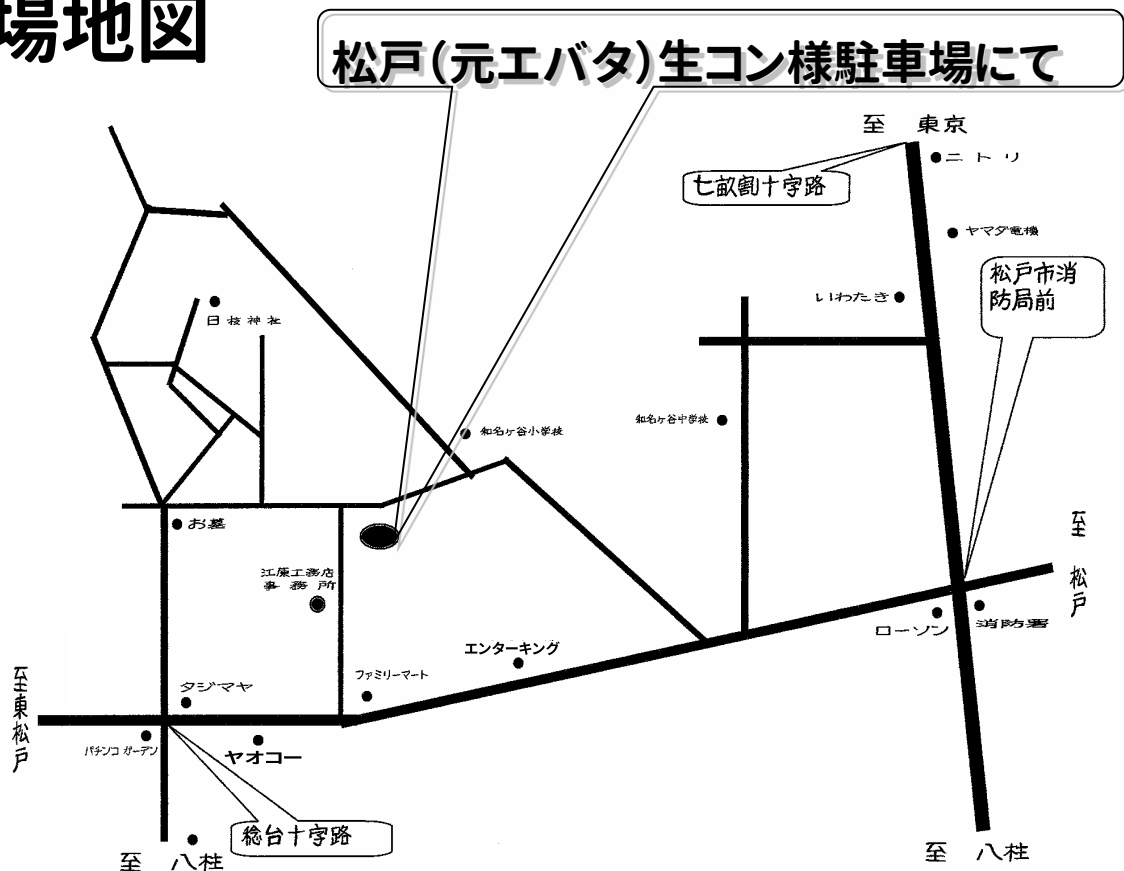 場地図
松戸(元エバタ)生コン様駐車場にて
至 東京
ニトリ
七畝割十字路
ヤマダ電機
松戸市消
防局前
いわたき
日枝神社
和名ヶ谷小学校
和名ヶ谷中学校
お墓
至 松戸
江原工務店
事務所
ローソン
消防署
エンターキング
ファミリーマート
至東松戸
タジマヤ
パチンコ ガーデン
ヤオコー
稔台十字路
至 八柱
至 八柱